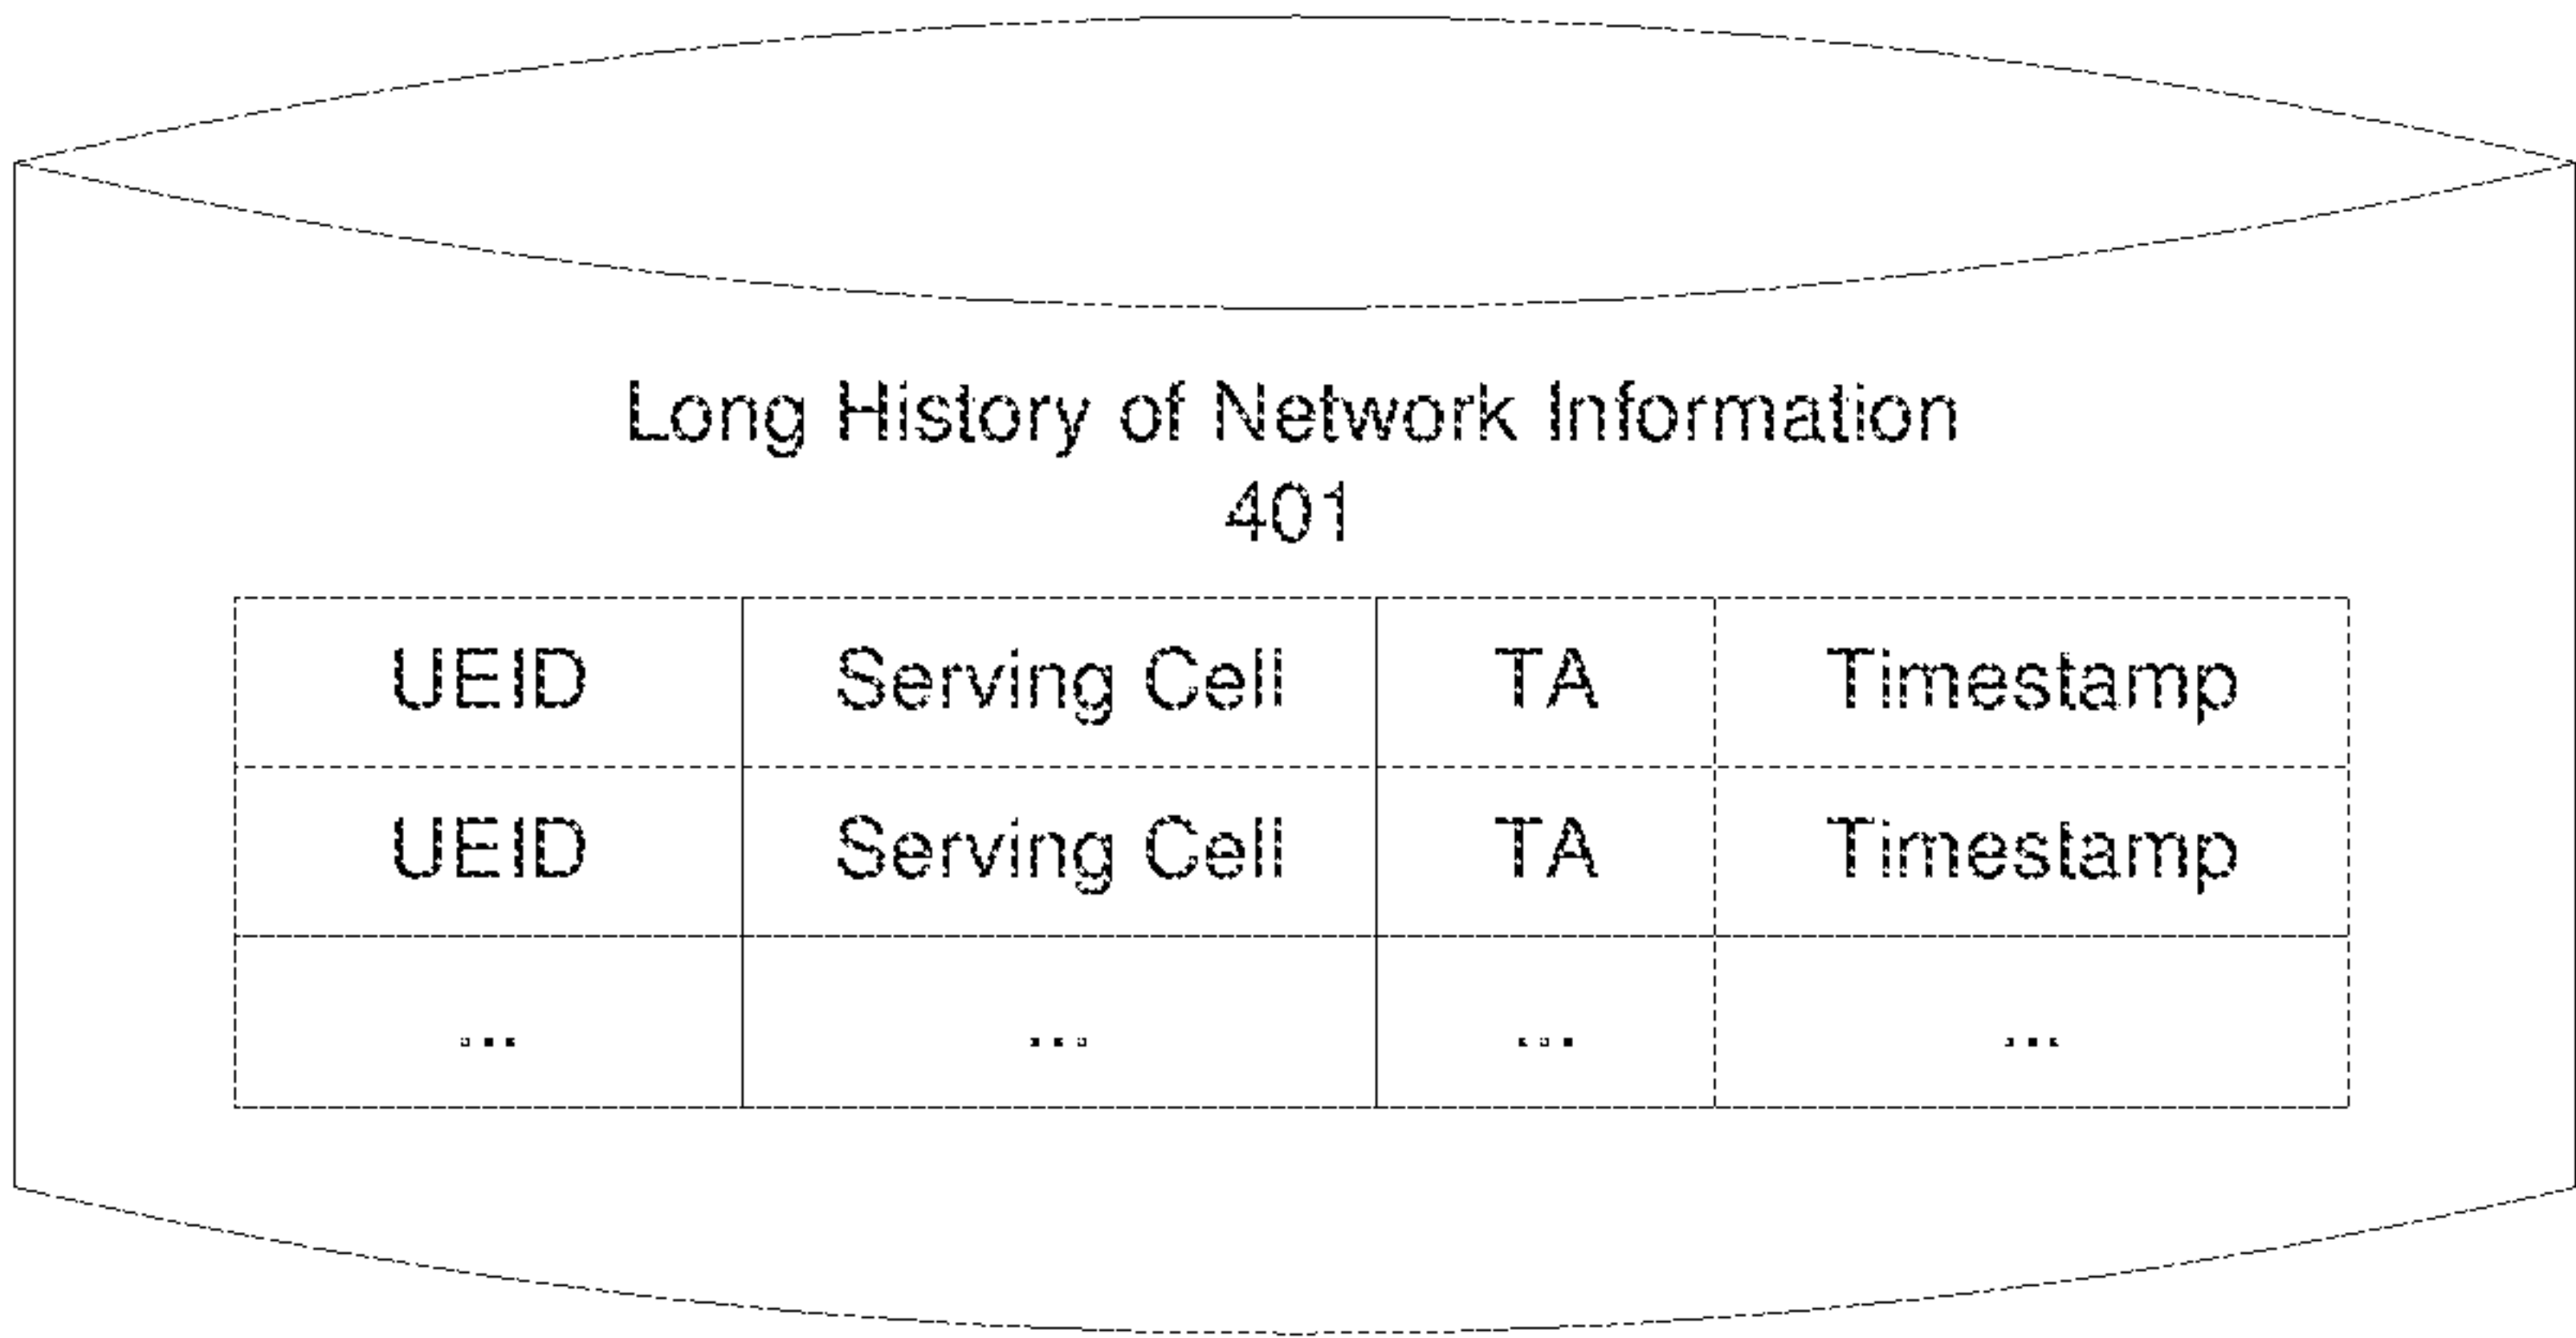 Long History of Network Information
401
UEID Serving Cell TA Timestamp
UEID Serving Cell TA Timestamp
... ... ... ...